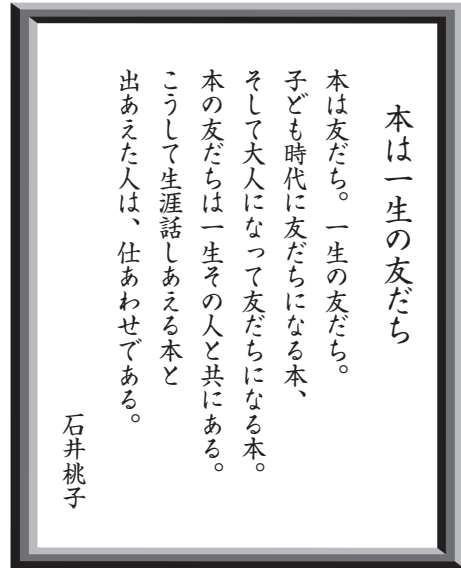 本は一生の友だち
本は友だち。一生の友だち。
子ども時代に友だちになる本、
そして大人になって友だちになる本。
本の友だちは一生その人と共にある。
こうして生涯話しあえる本と
出あえた人は、仕あわせである。
石井桃子